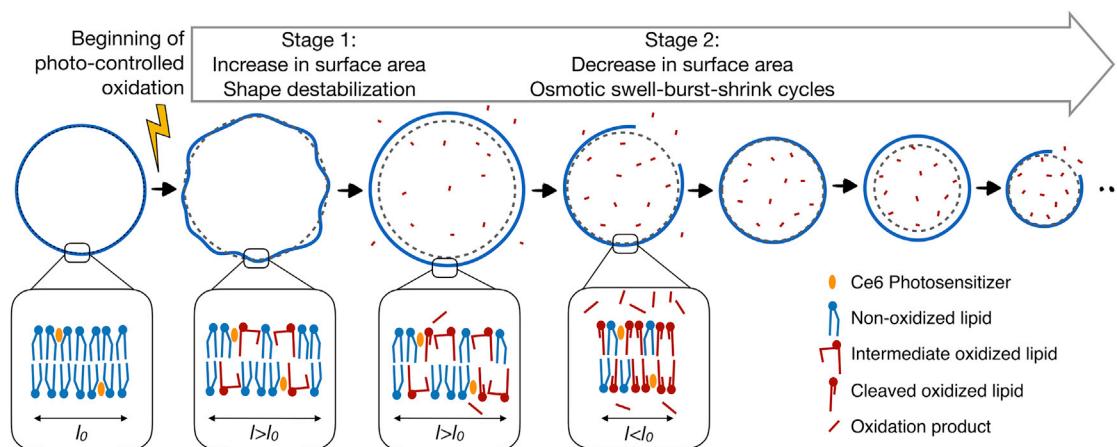 Beginning of
photo-controlled
oxidation
Stage 1:
Increase in surface area
Shape destabilization
Stage 2:
Decrease in surface area
Osmotic swell-burst-shrink cycles
l₀
l>l₀
l>l₀
l<l₀
Ce6 Photosensitizer
Non-oxidized lipid
Intermediate oxidized lipid
Cleaved oxidized lipid
Oxidation product